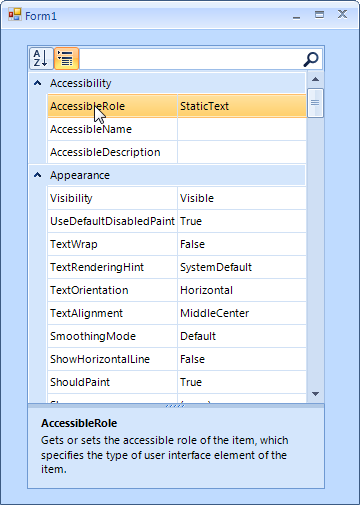 Form1
A
Z
Accessibility
AccessibleRole StaticText
AccessibleName
AccessibleDescription
Appearance
Visibility Visible
UseDefaultDisabledPaint True
TextWrap False
TextRenderingHint SystemDefault
TextOrientation Horizontal
TextAlignment MiddleCenter
SmoothingMode Default
ShowHorizontalLine False
ShouldPaint True
AccessibleRole
Gets or sets the accessible role of the item, which
specifies the type of user interface element of the
item.